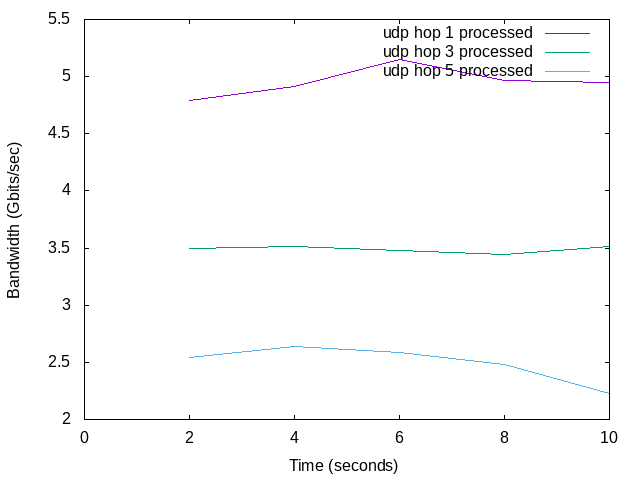 5.5
udp hop 1 processed
udp hop 3 processed
udp hop 5 processed
5
4.5
4
3.5
3
2.5
2
Bandwidth (Gbits/sec)
0 2 4 6 8 10
Time (seconds)